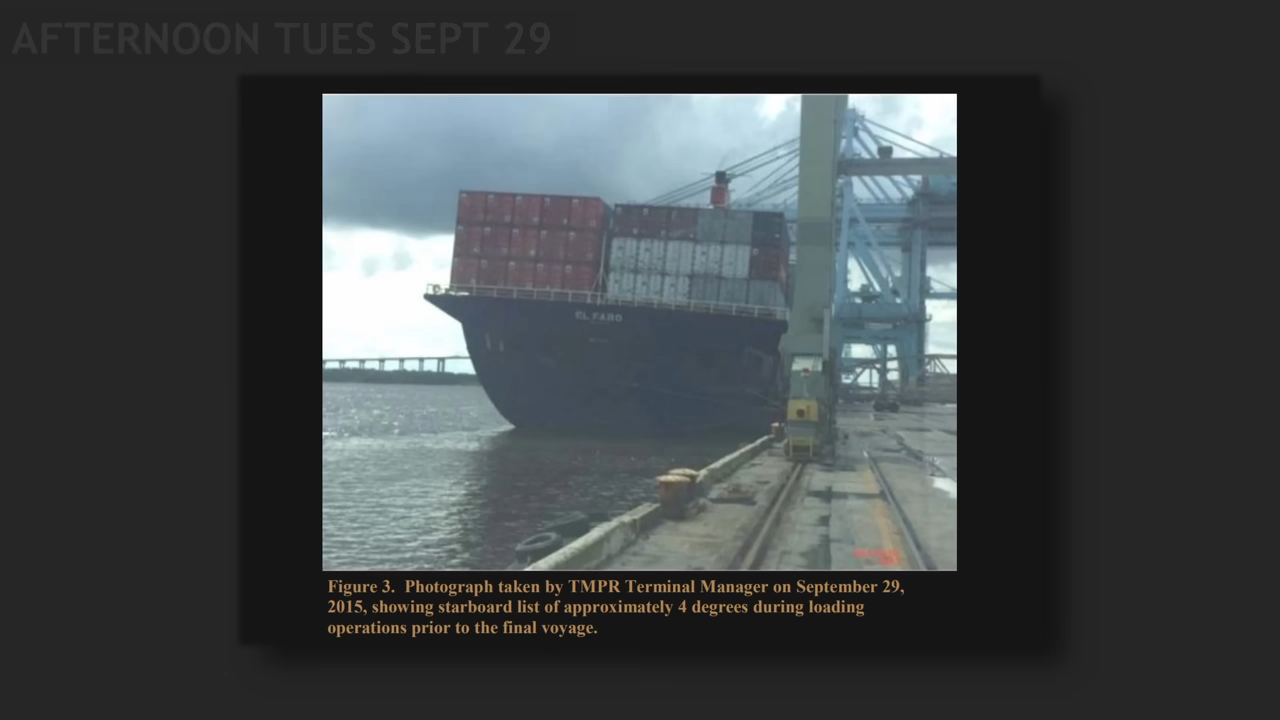 AFTERNOON TUES SEPT 29
EL FARO
Figure 3.  Photograph taken by TMPR Terminal Manager on September 29,
2015, showing starboard list of approximately 4 degrees during loading
operations prior to the final voyage.